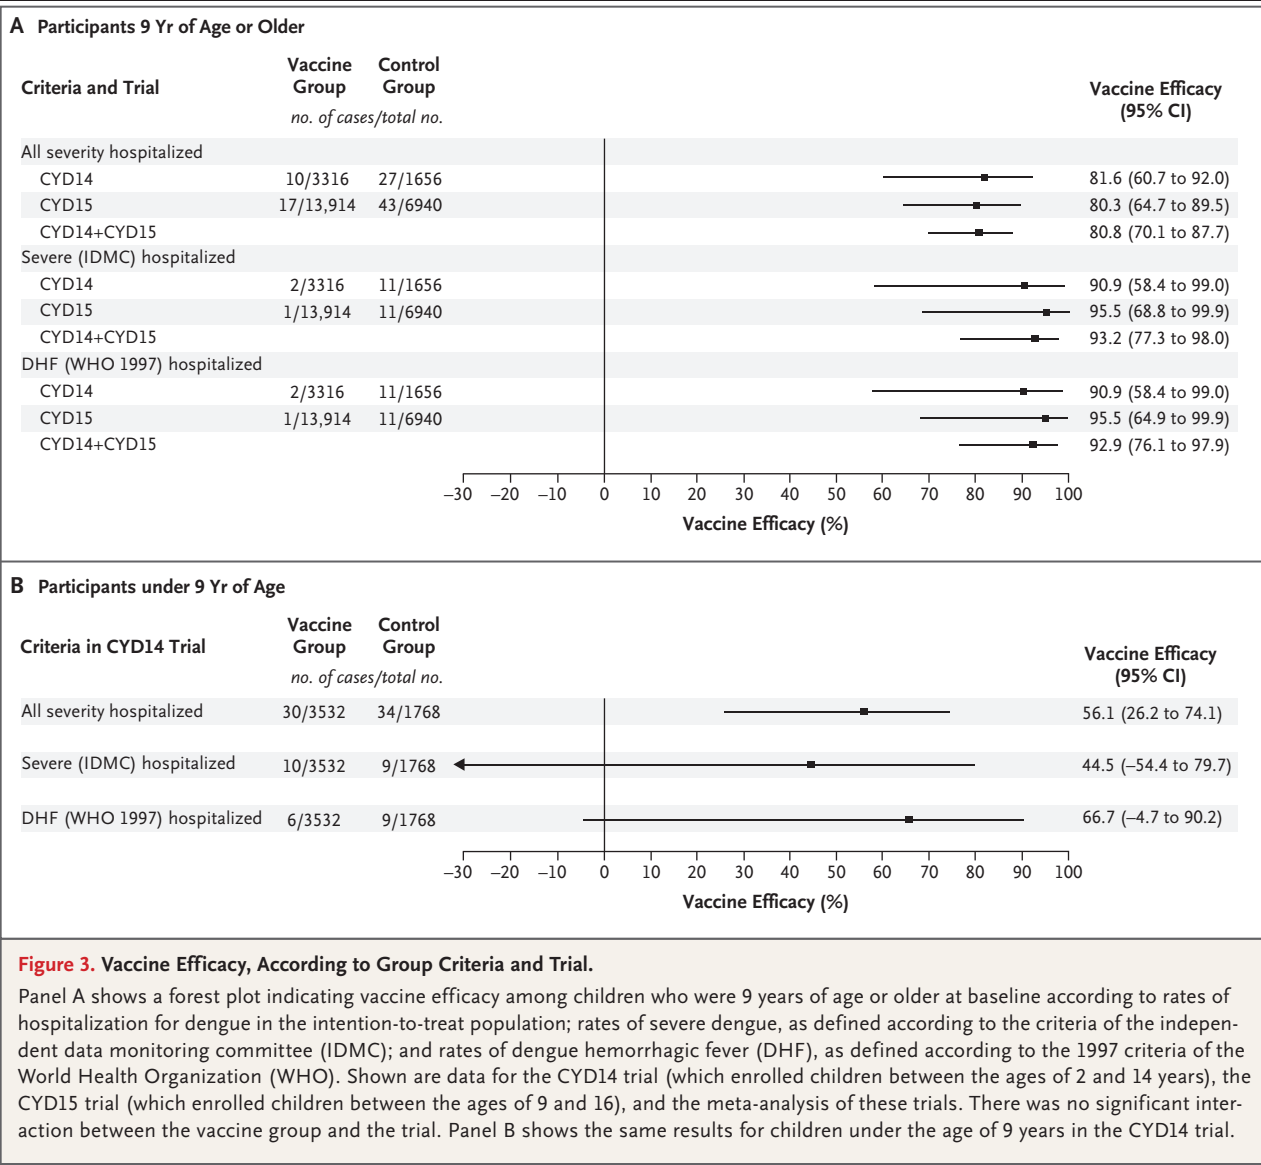 A Participants 9 Yr of Age or Older
Criteria and Trial Vaccine Group Control Group Vaccine Efficacy (95% CI)
no. of cases/total no.
All severity hospitalized
CYD14 10/3316 27/1656 81.6 (60.7 to 92.0)
CYD15 17/13,914 43/6940 80.3 (64.7 to 89.5)
CYD14+CYD15 80.8 (70.1 to 87.7)
Severe (IDMC) hospitalized
CYD14 2/3316 11/1656 90.9 (58.4 to 99.0)
CYD15 1/13,914 11/6940 95.5 (68.8 to 99.9)
CYD14+CYD15 93.2 (77.3 to 98.0)
DHF (WHO 1997) hospitalized
CYD14 2/3316 11/1656 90.9 (58.4 to 99.0)
CYD15 1/13,914 11/6940 95.5 (64.9 to 99.9)
CYD14+CYD15 92.9 (76.1 to 97.9)
–30 –20 –10 0 10 20 30 40 50 60 70 80 90 100
Vaccine Efficacy (%)
B Participants under 9 Yr of Age
Criteria in CYD14 Trial Vaccine Group Control Group Vaccine Efficacy (95% CI)
no. of cases/total no.
All severity hospitalized 30/3532 34/1768 56.1 (26.2 to 74.1)
Severe (IDMC) hospitalized 10/3532 9/1768 44.5 (–54.4 to 79.7)
DHF (WHO 1997) hospitalized 6/3532 9/1768 66.7 (–4.7 to 90.2)
–30 –20 –10 0 10 20 30 40 50 60 70 80 90 100
Vaccine Efficacy (%)
Figure 3. Vaccine Efficacy, According to Group Criteria and Trial.
Panel A shows a forest plot indicating vaccine efficacy among children who were 9 years of age or older at baseline according to rates of
hospitalization for dengue in the intention-to-treat population; rates of severe dengue, as defined according to the criteria of the indepen-
dent data monitoring committee (IDMC); and rates of dengue hemorrhagic fever (DHF), as defined according to the 1997 criteria of the
World Health Organization (WHO). Shown are data for the CYD14 trial (which enrolled children between the ages of 2 and 14 years), the
CYD15 trial (which enrolled children between the ages of 9 and 16), and the meta-analysis of these trials. There was no significant inter-
action between the vaccine group and the trial. Panel B shows the same results for children under the age of 9 years in the CYD14 trial.